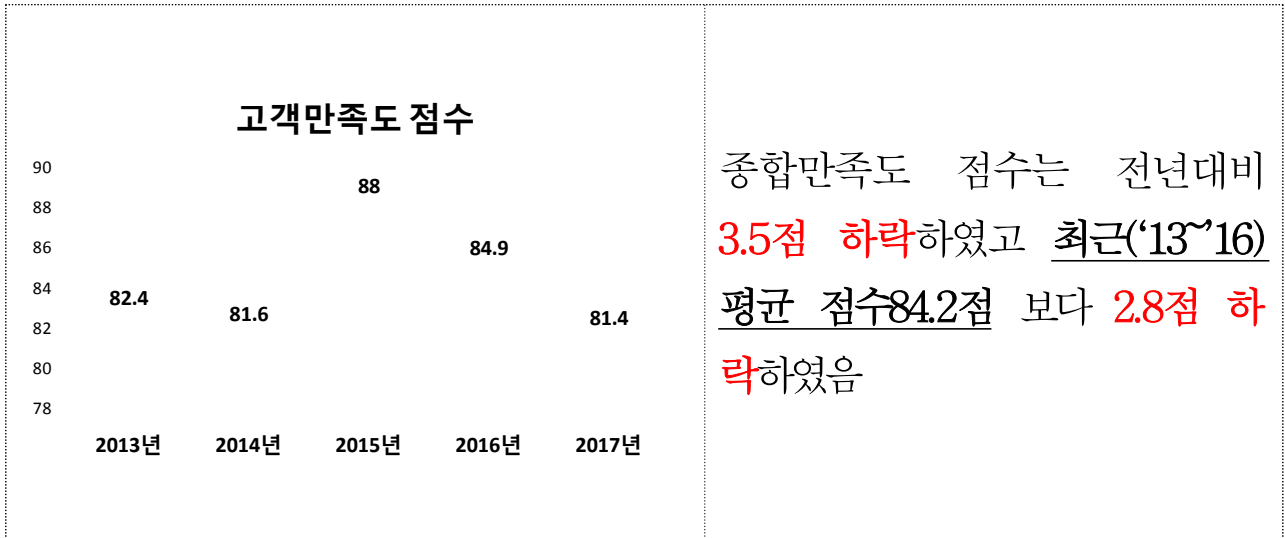 고객만족도 점수
90
88
86
84
82
80
78
82.4
81.6
88
84.9
81.4
2013년 2014년 2015년 2016년 2017년
종합만족도 점수는 전년대비
3.5점 하락하였고 최근(‘13~’16)
평균 점수84.2점 보다 2.8점 하
락하였음